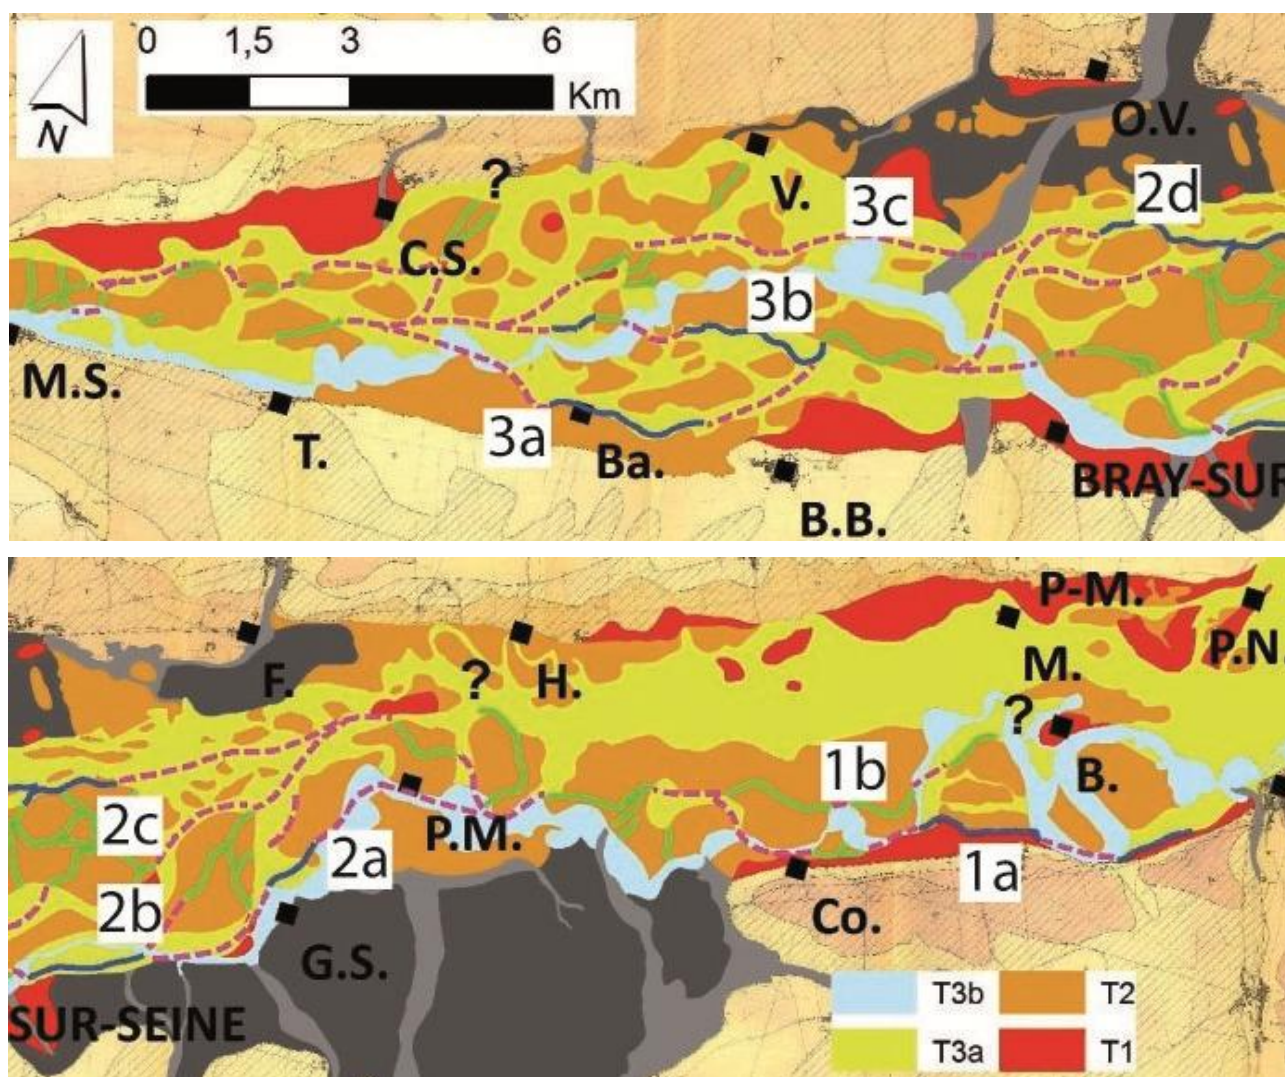 0 1,5 3 6
Km
N
O.V.
?
V.
3c
2d
C.S.
3b
M.S.
3a
T.
Ba.
BRAY-SUR
B.B.
P-M.
F.
?
H.
M.
P.N.
?
1b
B.
2c
2a
P.M.
2b
1a
Co.
G.S.
T3b T2
SUR-SEINE
T3a T1